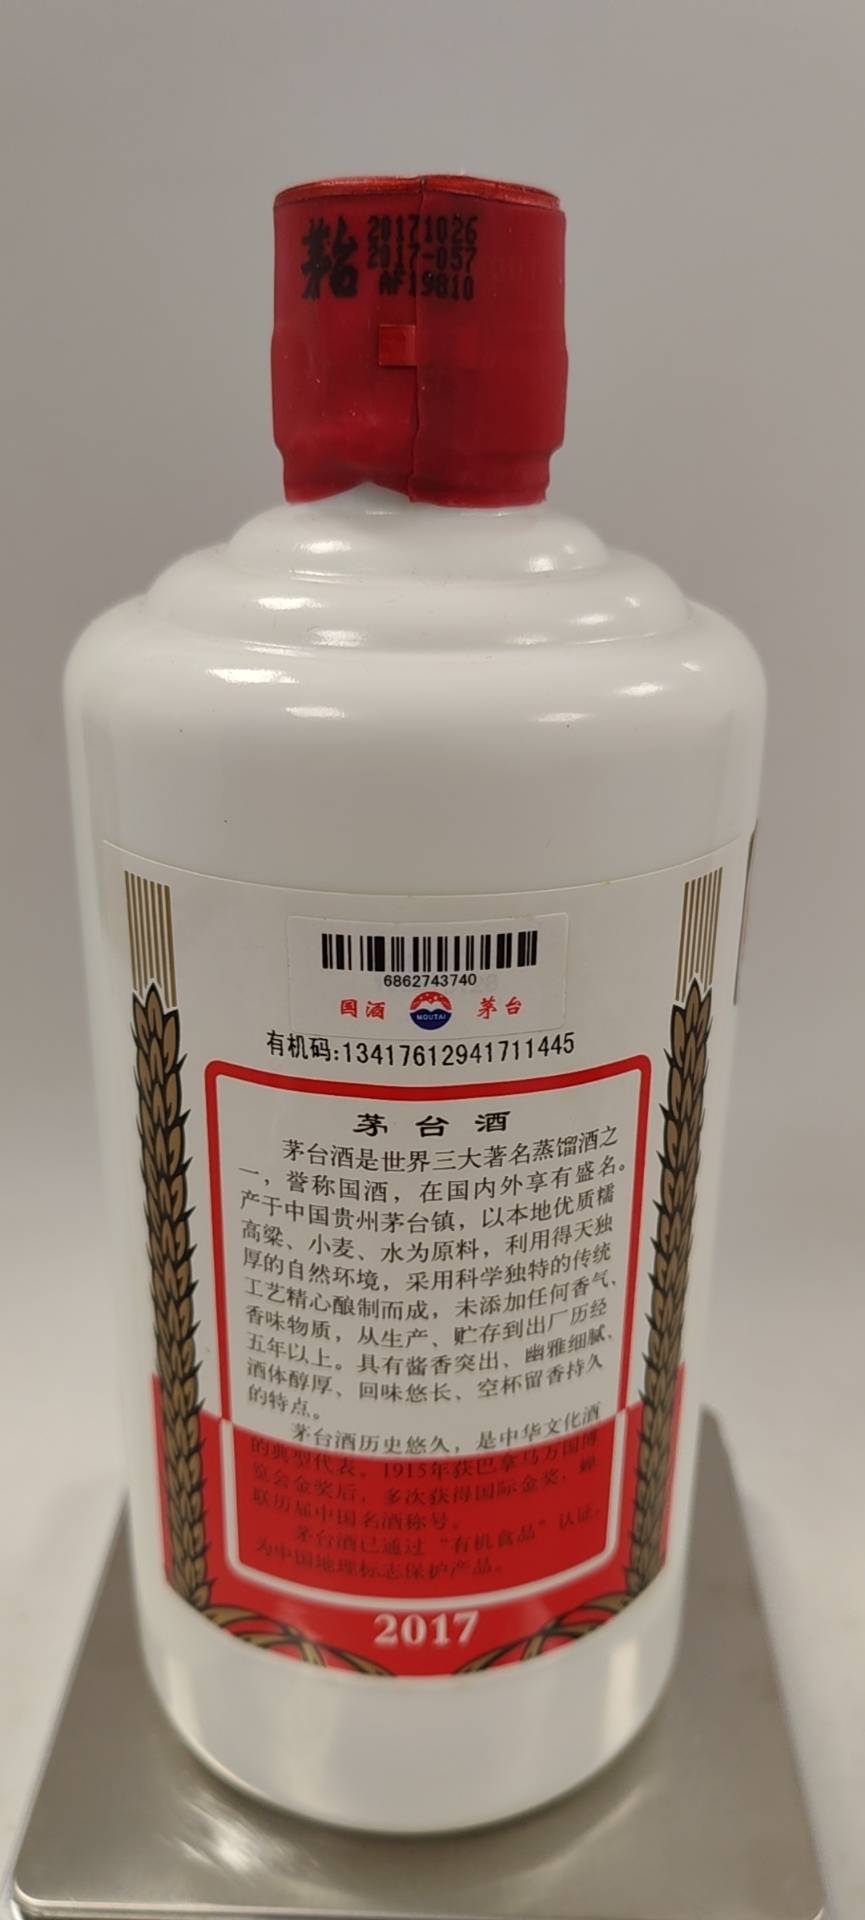 茅台
20171026
2017-057
AF19810
6862743740
国酒 MOUTAI 茅台
有机码:13417612941711445
茅台酒
茅台酒是世界三大著名蒸馏酒之
一，誉称国酒，在国内外享有盛名。
产于中国贵州茅台镇，以本地优质糯
高粱、小麦、水为原料，利用得天独
厚的自然环境，采用科学独特的传统
工艺精心酿制而成，未添加任何香气、
香味物质，从生产、贮存到出厂历经
五年以上。具有酱香突出、幽雅细腻、
酒体醇厚、回味悠长、空杯留香持久
的特点。
茅台酒历史悠久，是中华文化酒
的典型代表。1915年获巴拿马万国博
览会金奖后，多次获得国际金奖，蝉
联历届中国名酒称号。
茅台酒已通过“有机食品”认证，
为中国地理标志保护产品。
2017